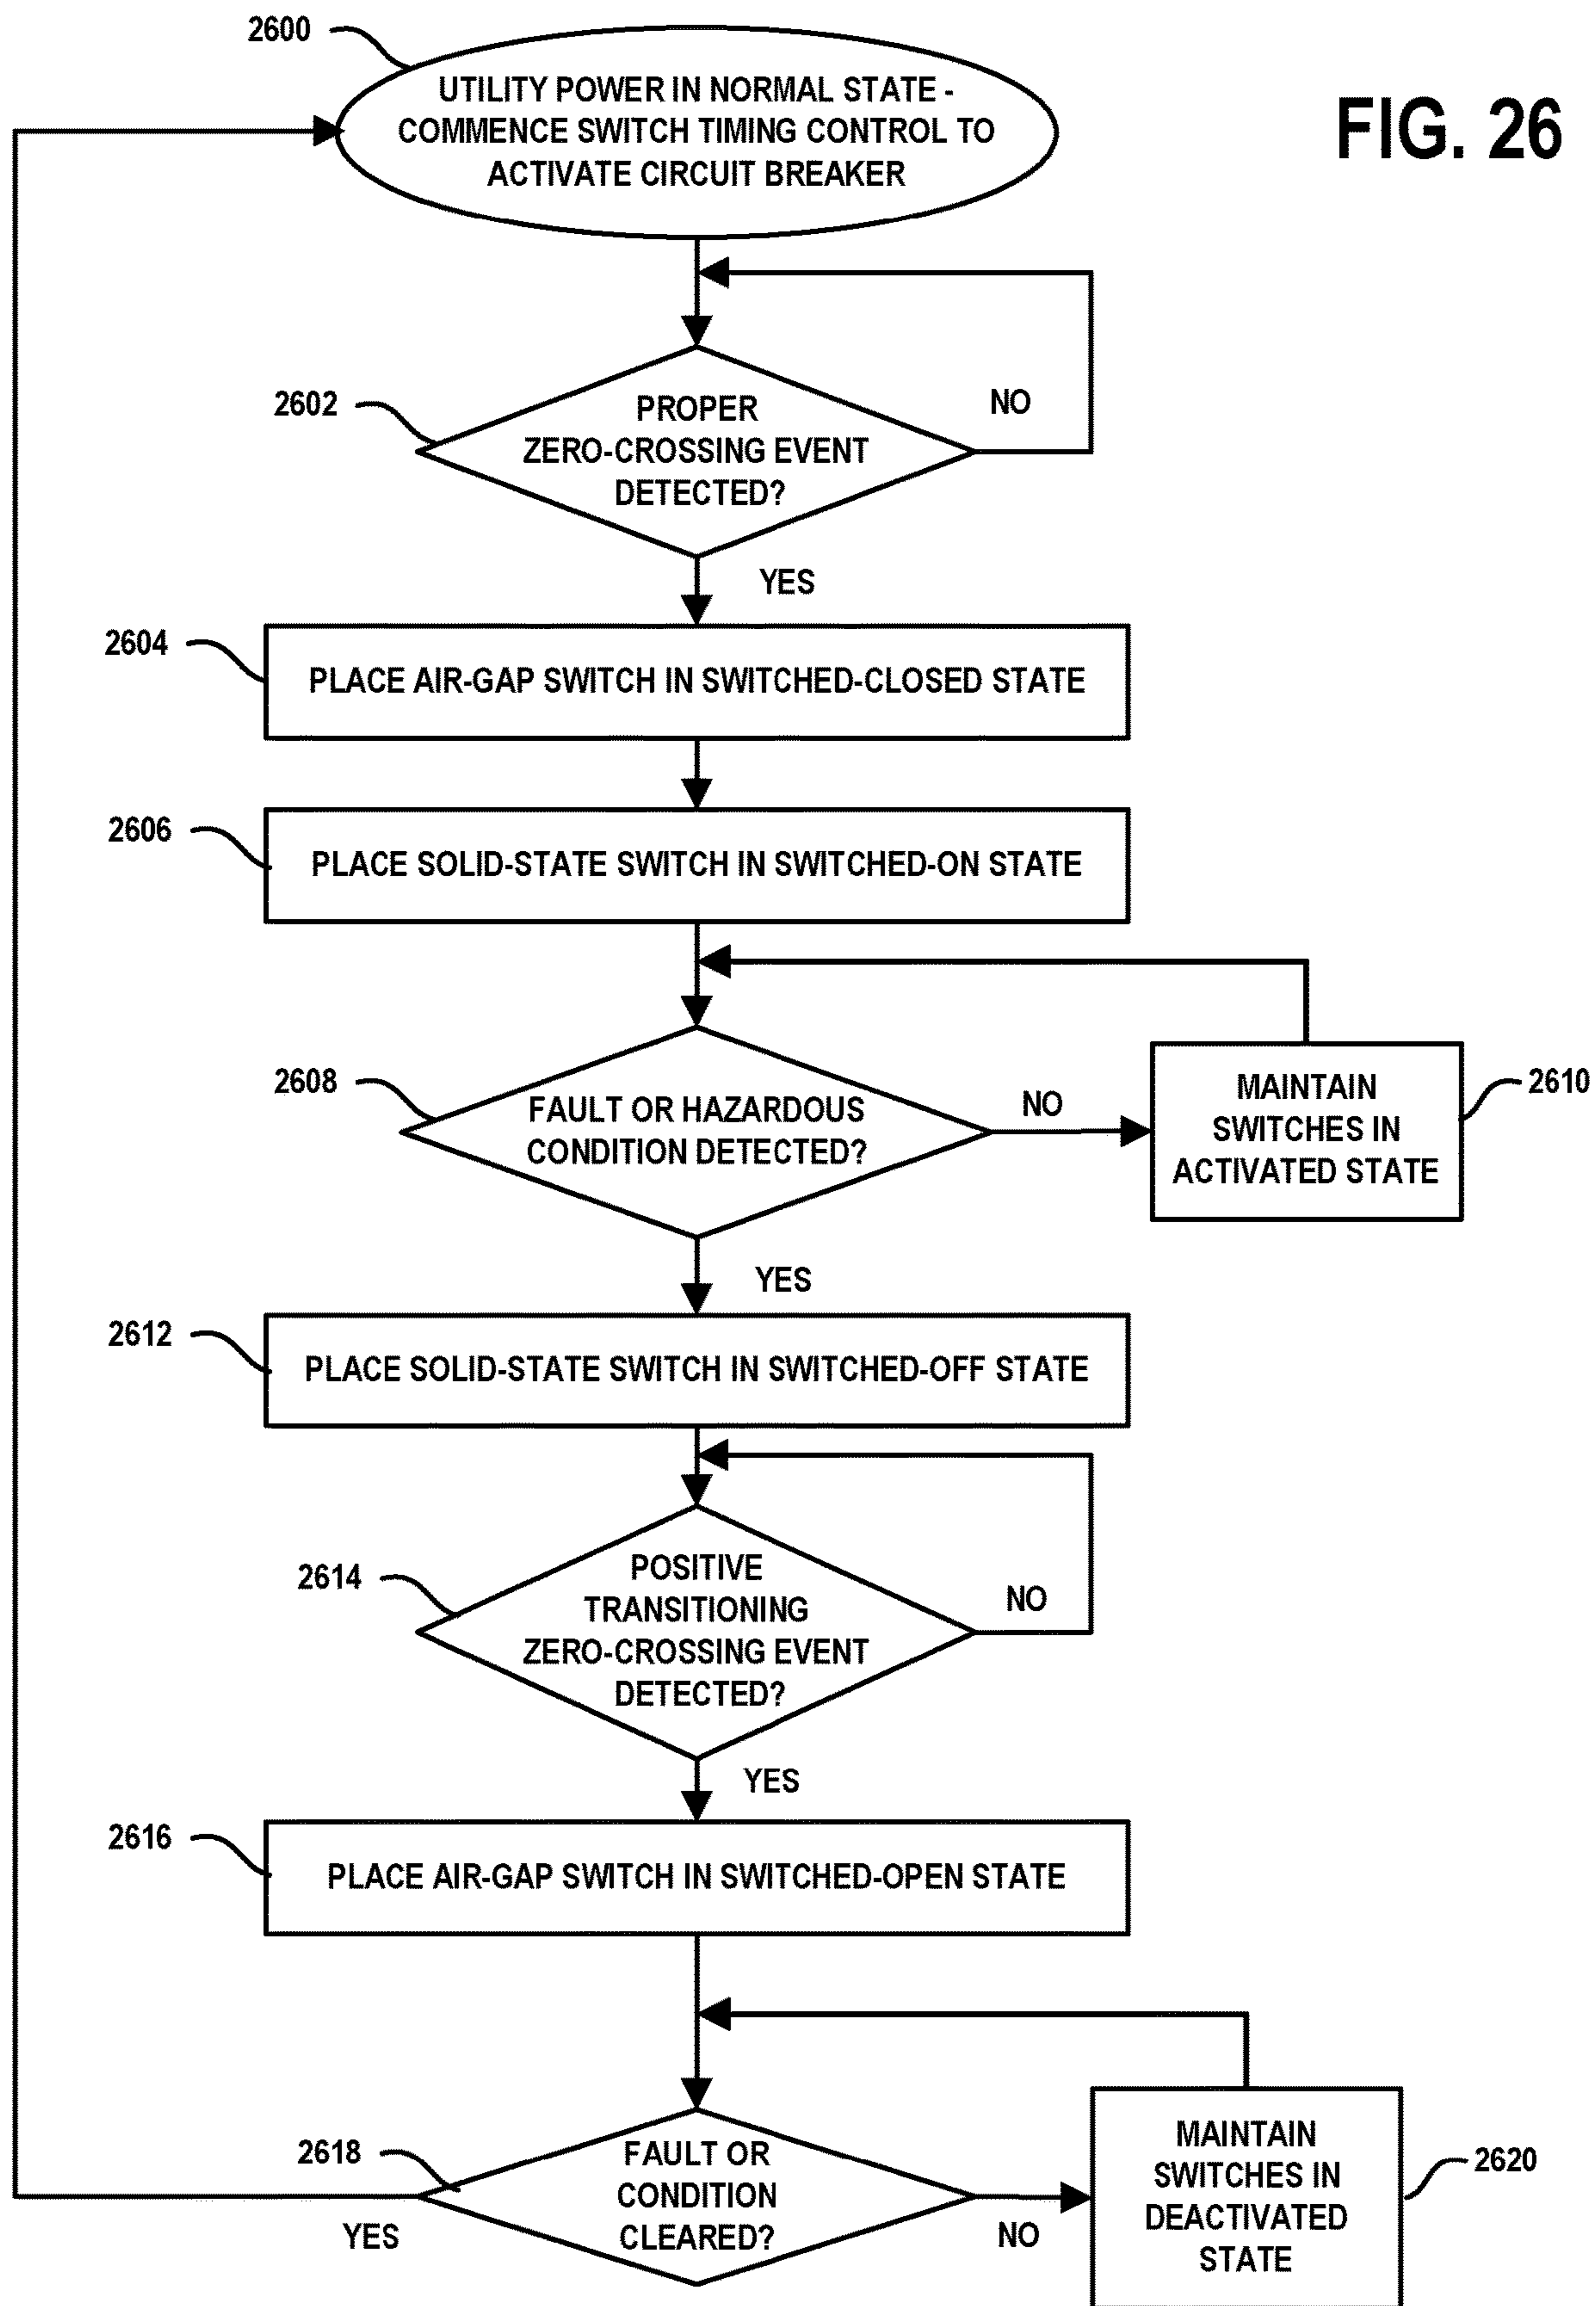 2600
UTILITY POWER IN NORMAL STATE -
COMMENCE SWITCH TIMING CONTROL TO
ACTIVATE CIRCUIT BREAKER
FIG. 26
2602
PROPER
ZERO-CROSSING EVENT
DETECTED?
NO
YES
2604
PLACE AIR-GAP SWITCH IN SWITCHED-CLOSED STATE
2606
PLACE SOLID-STATE SWITCH IN SWITCHED-ON STATE
2608
FAULT OR HAZARDOUS
CONDITION DETECTED?
NO
MAINTAIN
SWITCHES IN
ACTIVATED STATE
2610
YES
2612
PLACE SOLID-STATE SWITCH IN SWITCHED-OFF STATE
2614
POSITIVE
TRANSITIONING
ZERO-CROSSING EVENT
DETECTED?
NO
YES
2616
PLACE AIR-GAP SWITCH IN SWITCHED-OPEN STATE
2618
FAULT OR
CONDITION
CLEARED?
YES
NO
MAINTAIN
SWITCHES IN
DEACTIVATED
STATE
2620